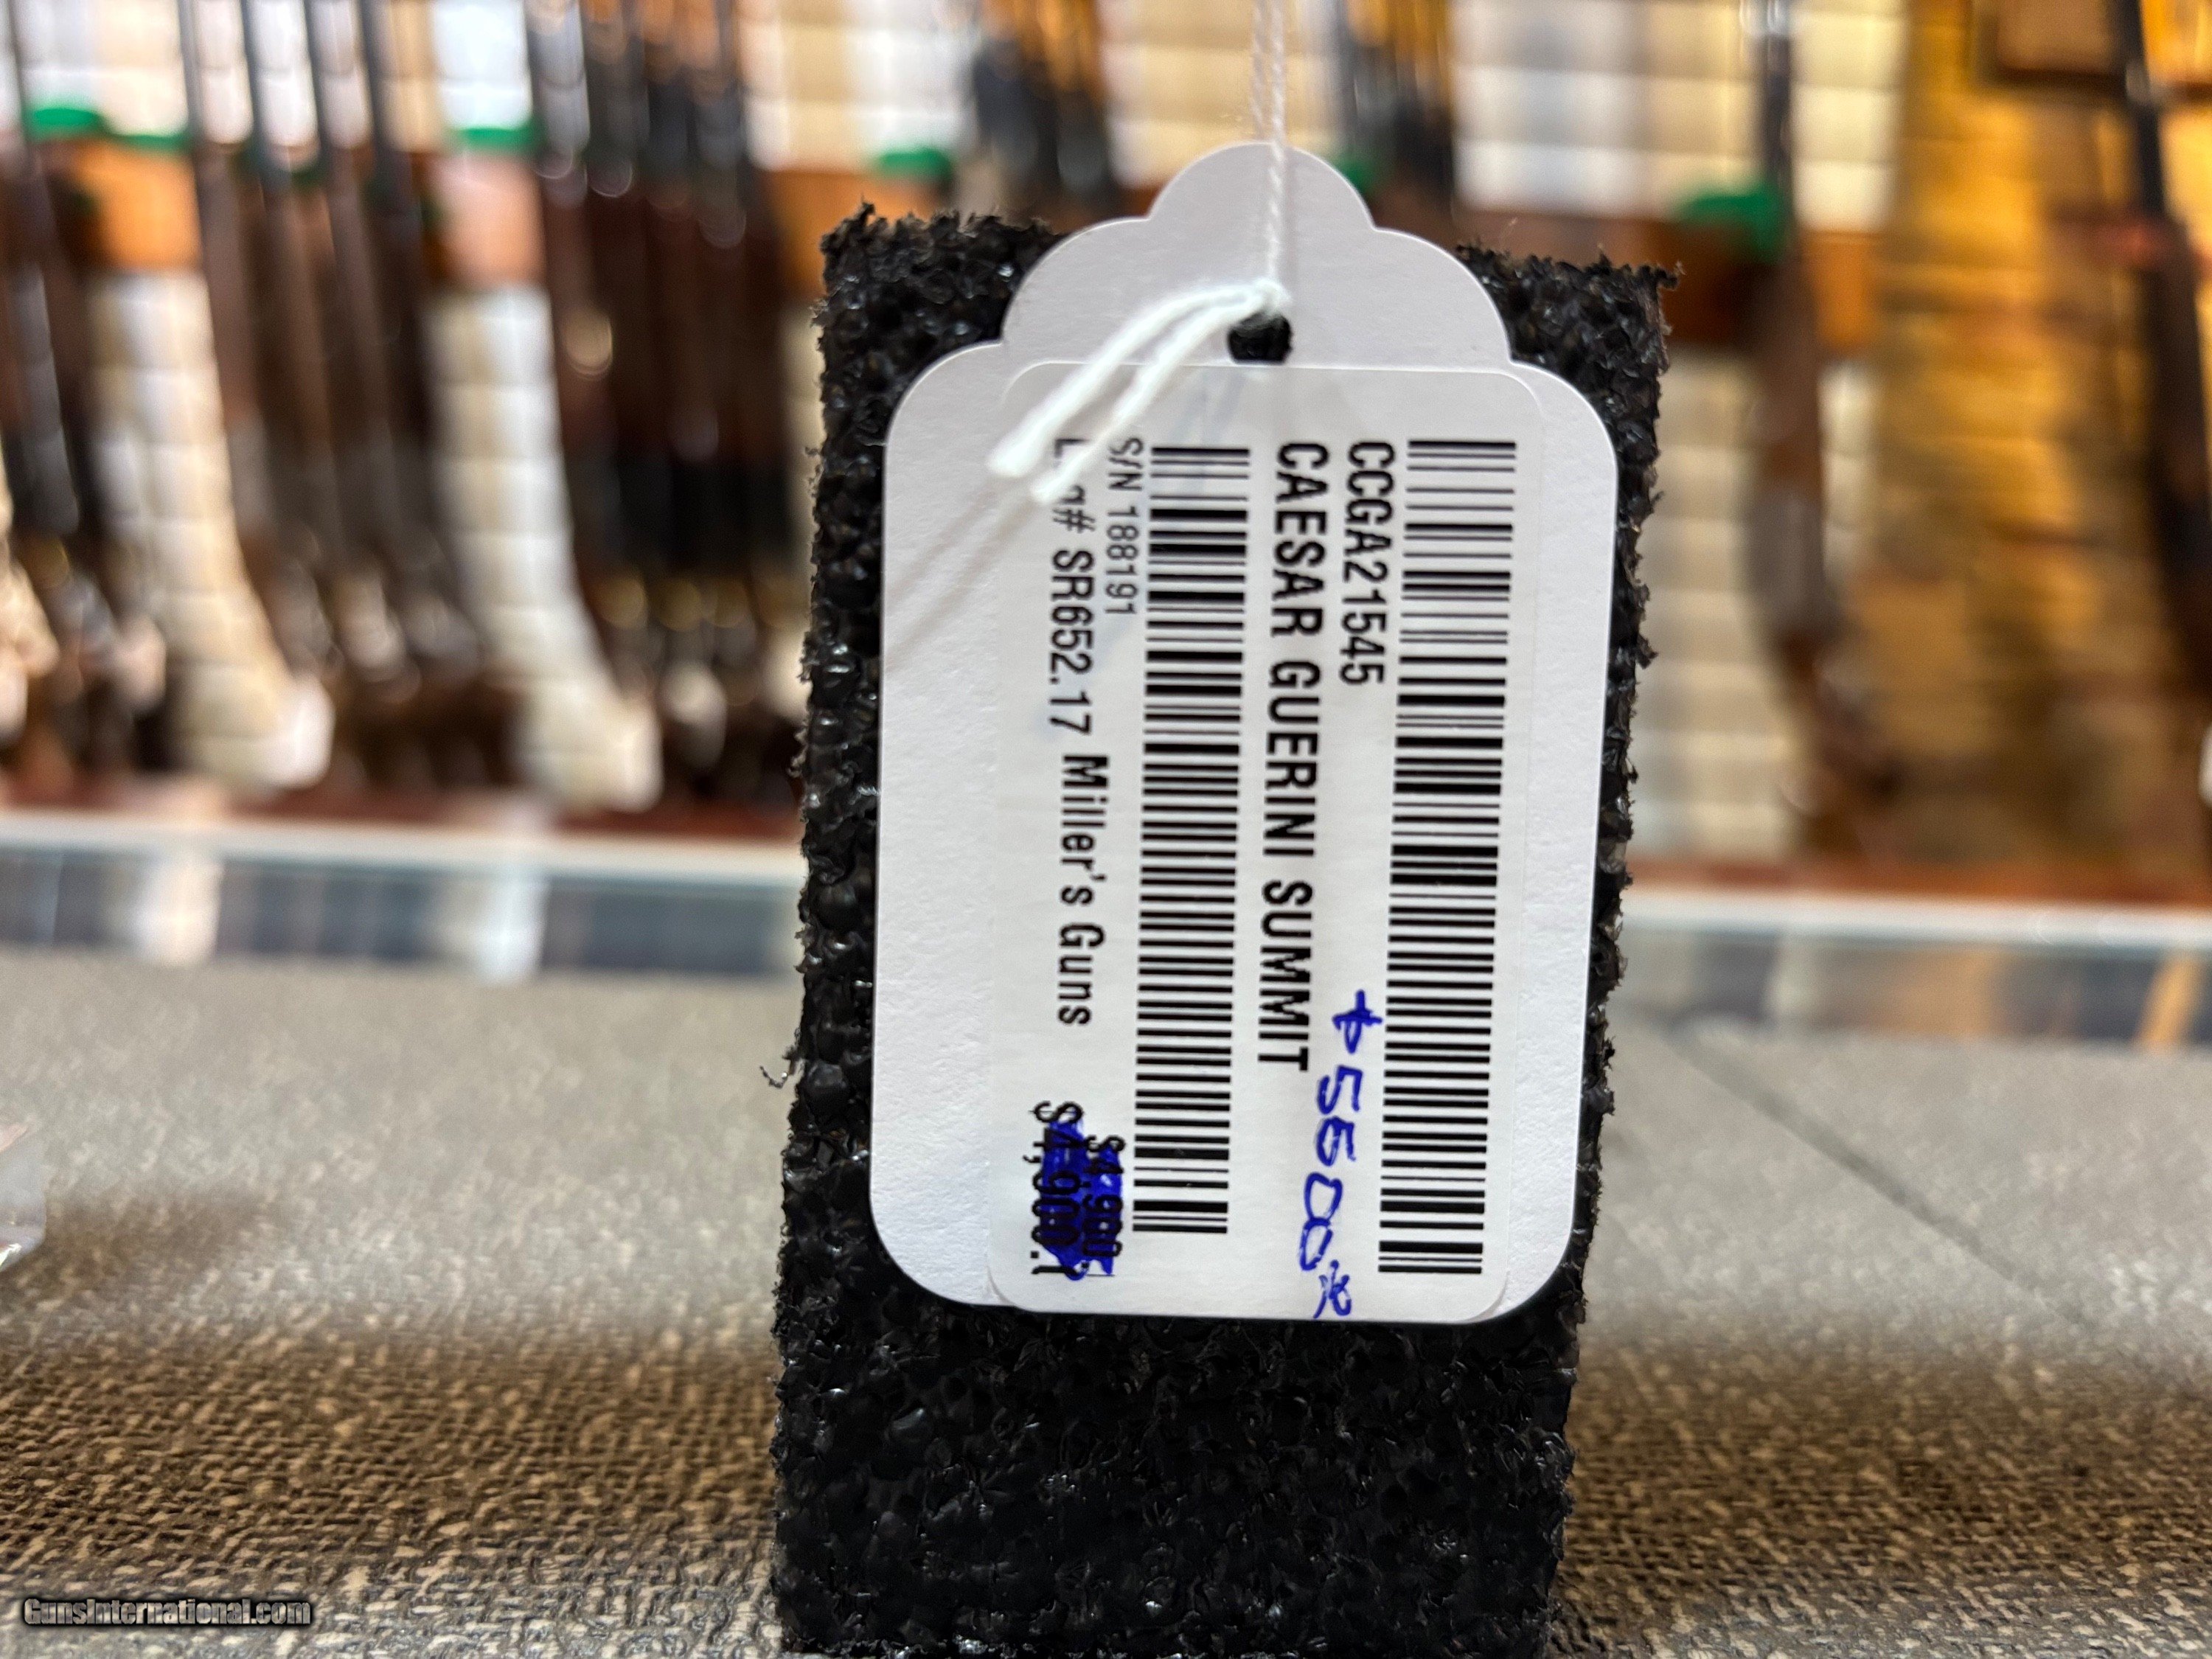 CCGA21545
CAESAR GUERINI SUMMIT
5500
S/N 188191
SR652.17 Miller's Guns
GunsInternational.com